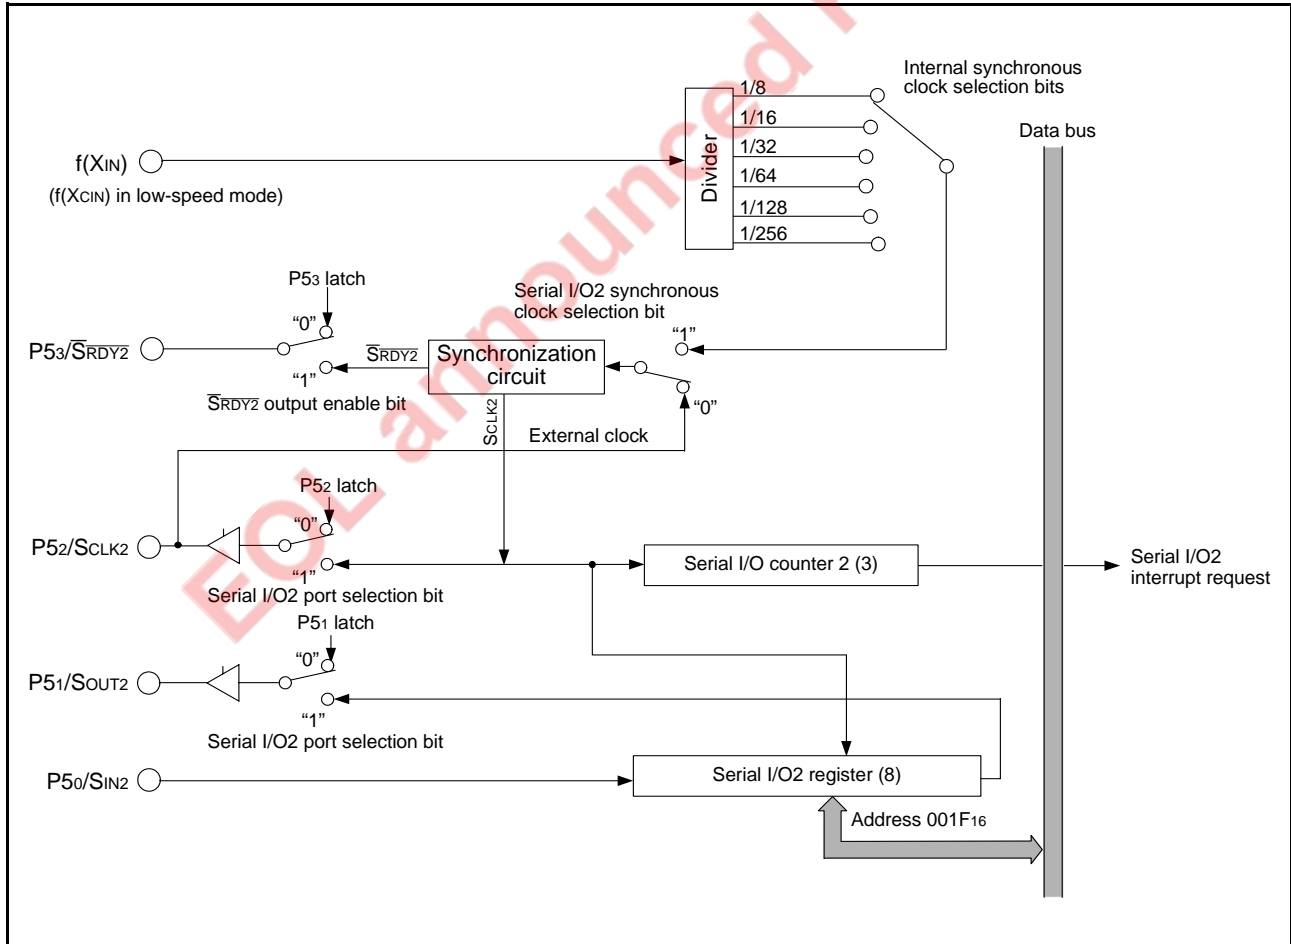 EOL announced
Internal synchronous
clock selection bits
Data bus
1/8
1/16
1/32
1/64
1/128
1/256
Divider
f(XIN)
(f(XCIN) in low-speed mode)
P53 latch
"0"
P53/S̅R̅D̅Y̅2̅
"1"
S̅R̅D̅Y̅2̅ output enable bit
S̅R̅D̅Y̅2̅
Synchronization
circuit
Serial I/O2 synchronous
clock selection bit
"1"
"0"
SCLK2
External clock
P52 latch
"0"
P52/SCLK2
"1"
Serial I/O2 port selection bit
Serial I/O counter 2 (3)
Serial I/O2
interrupt request
P51 latch
"0"
P51/SOUT2
"1"
Serial I/O2 port selection bit
P50/SIN2
Serial I/O2 register (8)
Address 001F16